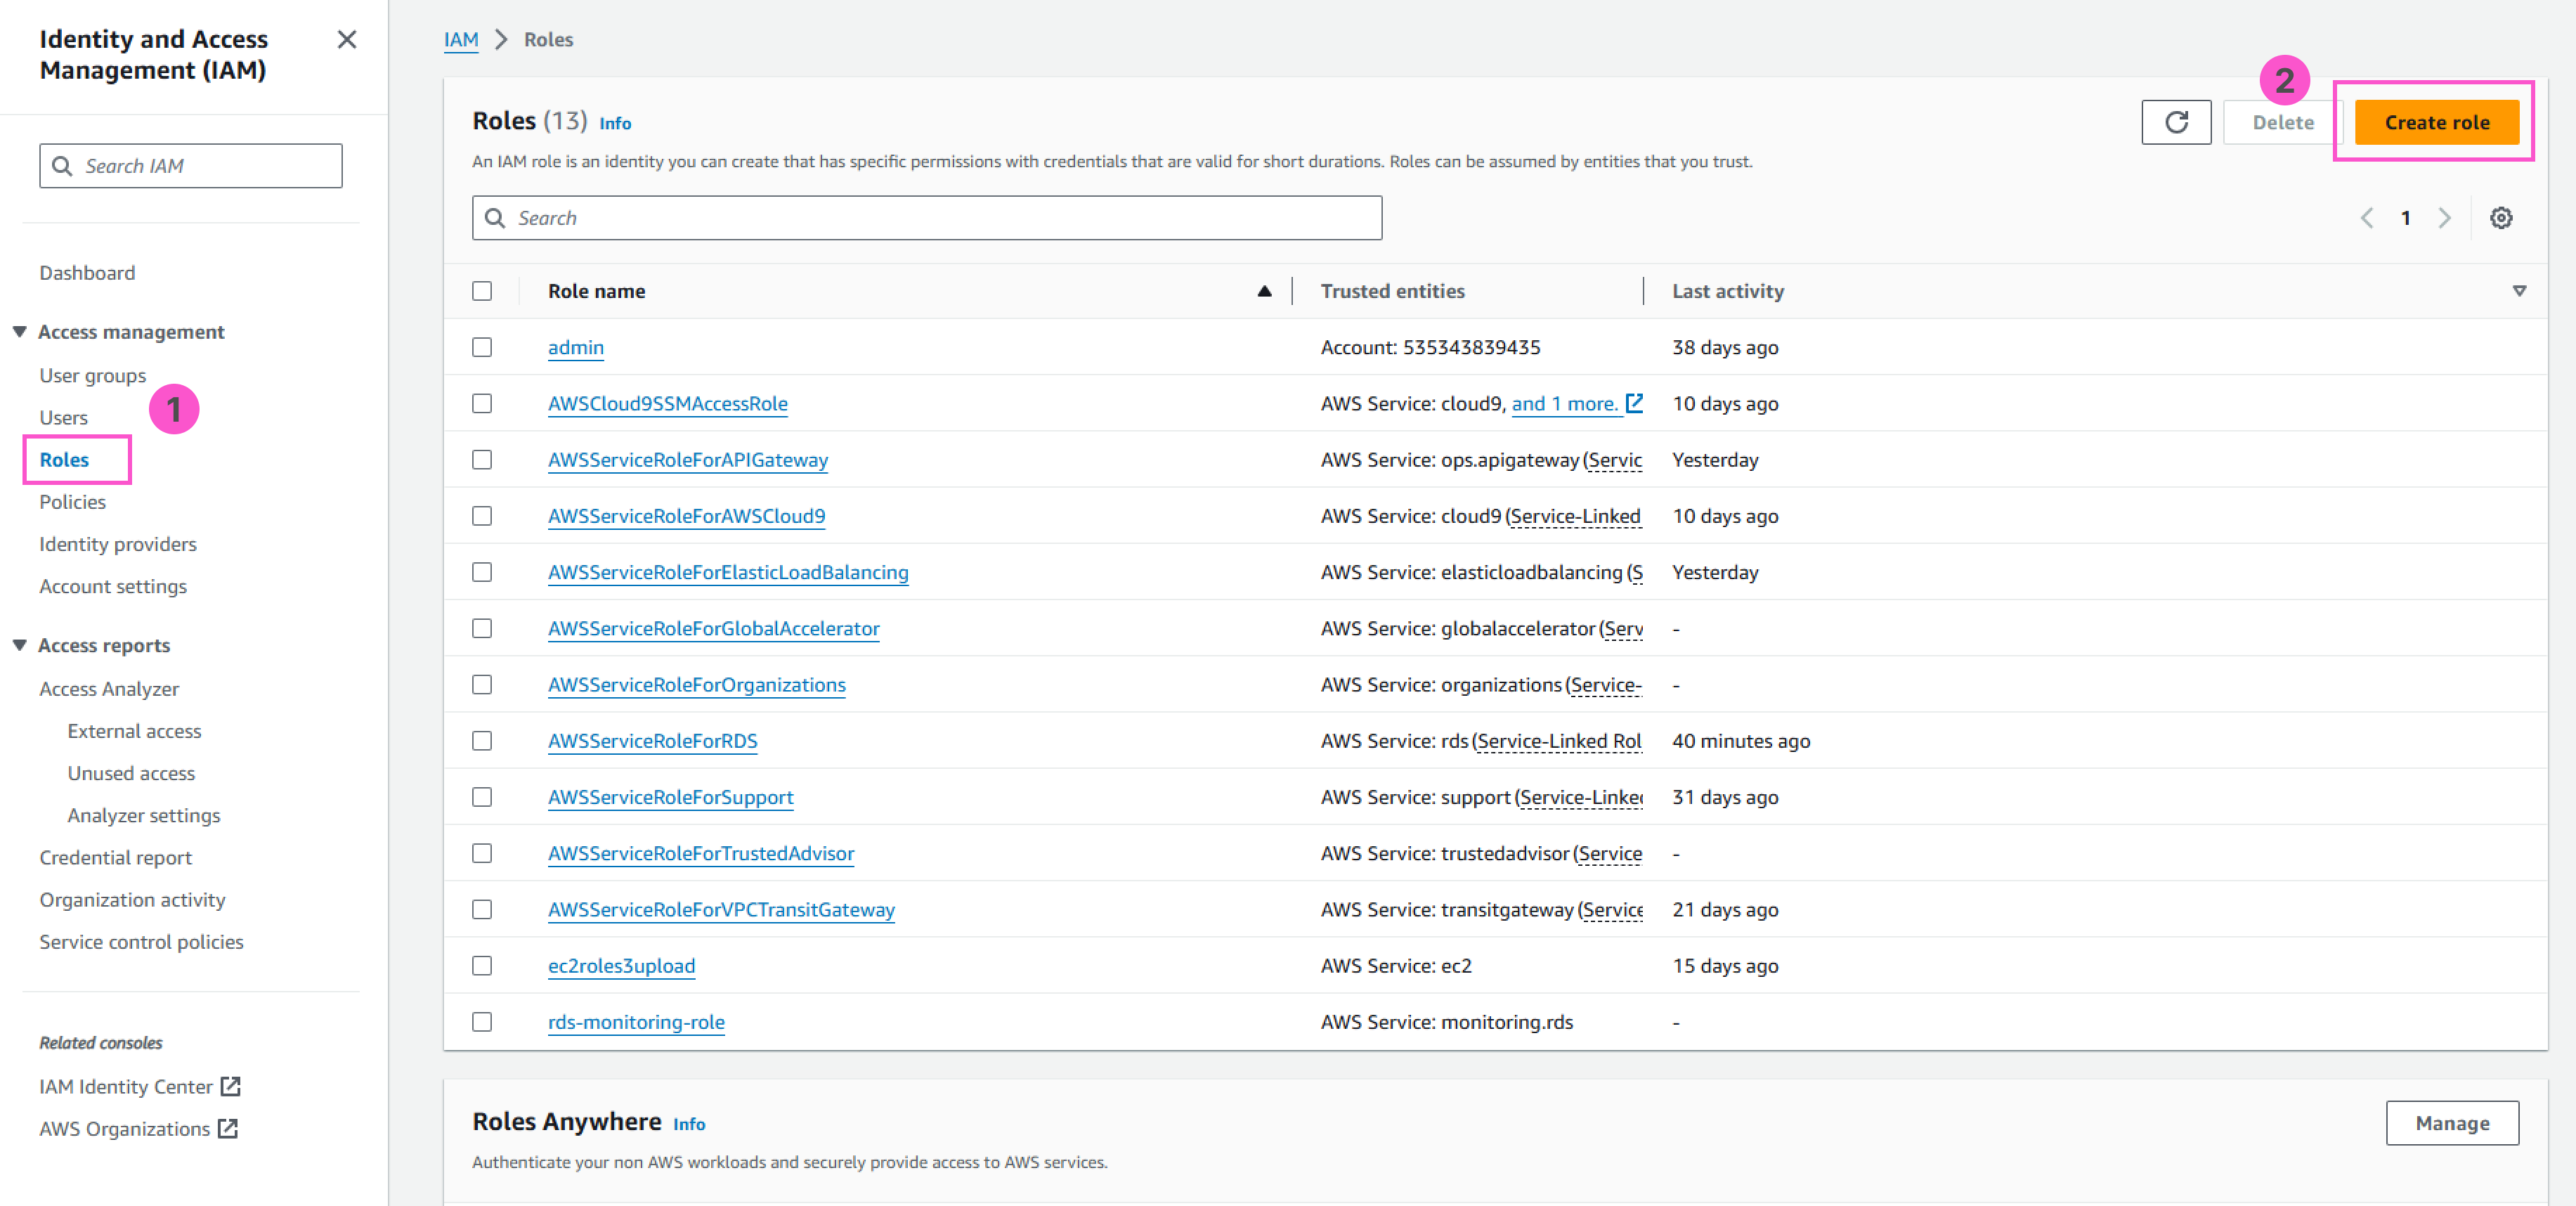 Identity and Access
Management (IAM)
Search IAM
Dashboard
Access management
User groups
Users
1
Roles
Policies
Identity providers
Account settings
Access reports
Access Analyzer
External access
Unused access
Analyzer settings
Credential report
Organization activity
Service control policies
Related consoles
IAM Identity Center
AWS Organizations
IAM > Roles
Roles (13) Info
2
Delete
Create role
An IAM role is an identity you can create that has specific permissions with credentials that are valid for short durations. Roles can be assumed by entities that you trust.
Search
1
Role name Trusted entities Last activity
admin Account: 535343839435 38 days ago
AWSCloud9SSMAccessRole AWS Service: cloud9, and 1 more. 10 days ago
AWSServiceRoleForAPIGateway AWS Service: ops.apigateway (Servic Yesterday
AWSServiceRoleForAWSCloud9 AWS Service: cloud9 (Service-Linked 10 days ago
AWSServiceRoleForElasticLoadBalancing AWS Service: elasticloadbalancing (S Yesterday
AWSServiceRoleForGlobalAccelerator AWS Service: globalaccelerator (Serv -
AWSServiceRoleForOrganizations AWS Service: organizations (Service- -
AWSServiceRoleForRDS AWS Service: rds (Service-Linked Rol 40 minutes ago
AWSServiceRoleForSupport AWS Service: support (Service-Linked 31 days ago
AWSServiceRoleForTrustedAdvisor AWS Service: trustedadvisor (Service -
AWSServiceRoleForVPCTransitGateway AWS Service: transitgateway (Service 21 days ago
ec2roles3upload AWS Service: ec2 15 days ago
rds-monitoring-role AWS Service: monitoring.rds -
Roles Anywhere Info
Manage
Authenticate your non AWS workloads and securely provide access to AWS services.